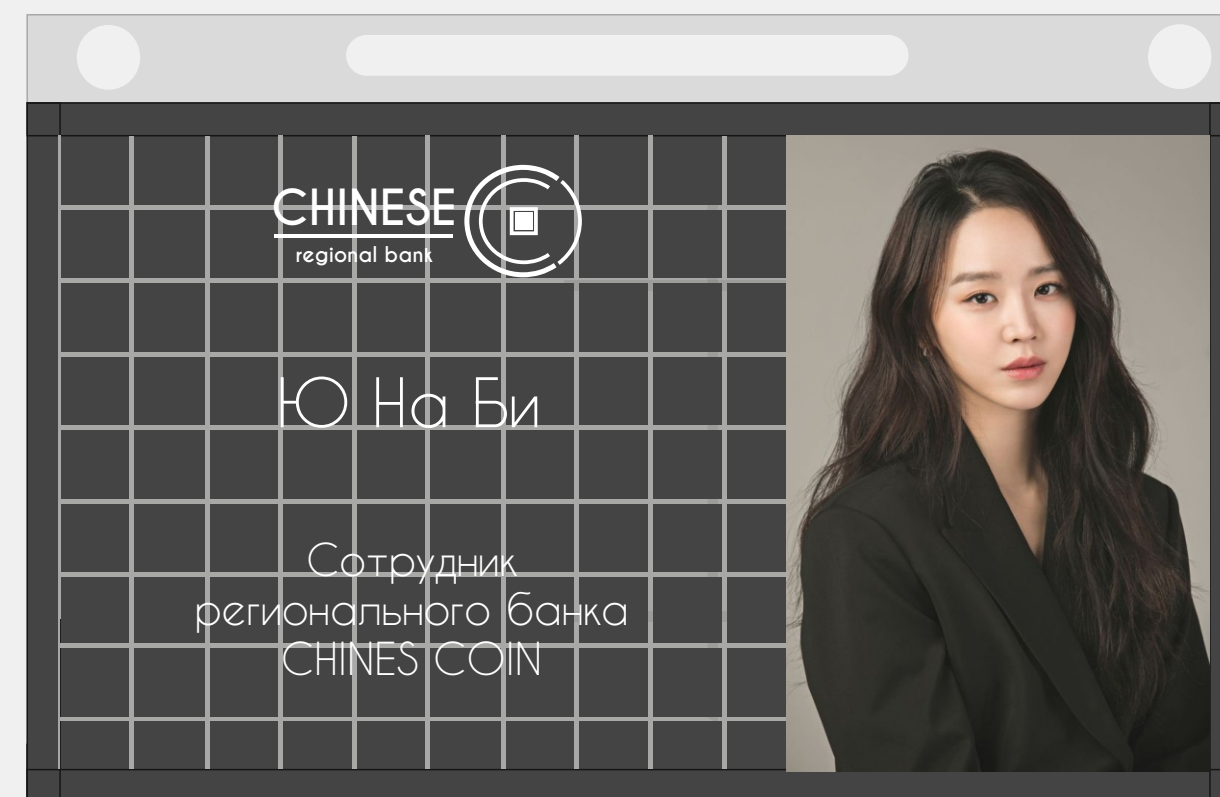 CHINESE
regional bank
Ю На Би
Сотрудник
регионального банка
CHINES COIN